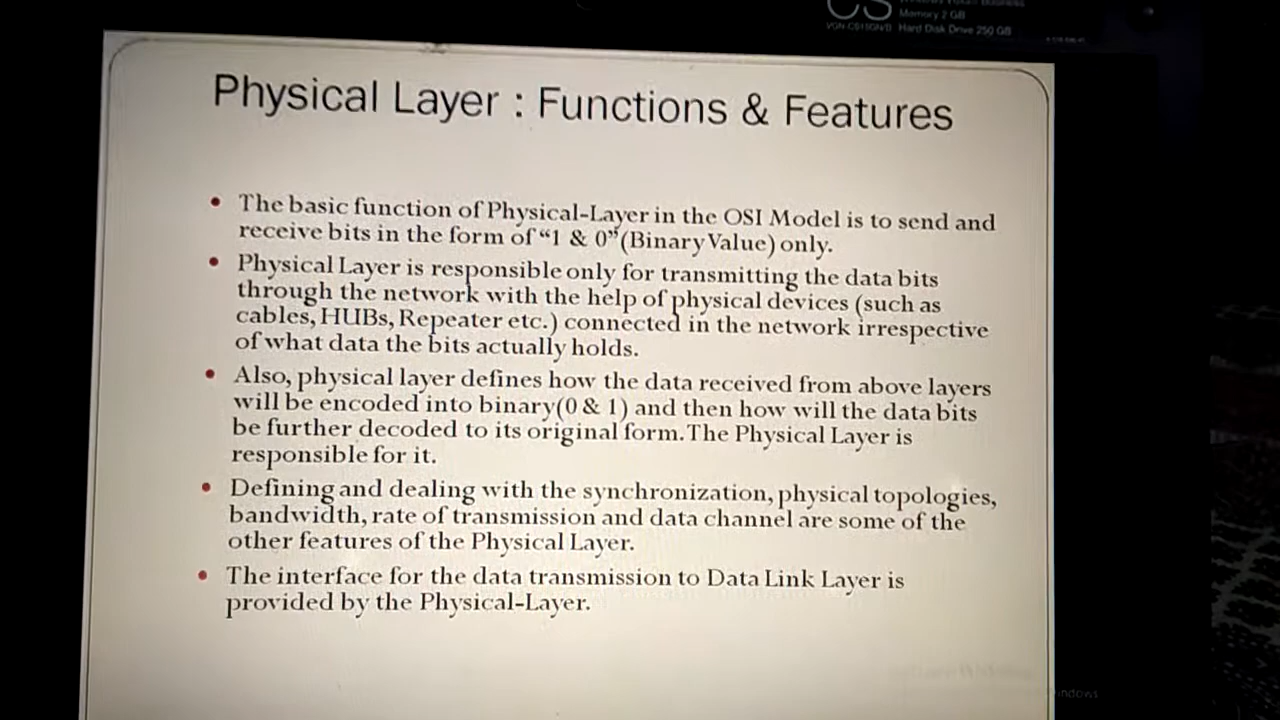 CS
Memory 2 GB
Hard Disk Drive 250 GB
Physical Layer : Functions & Features
• The basic function of Physical-Layer in the OSI Model is to send and
receive bits in the form of “1 & 0”(Binary Value) only.
• Physical Layer is responsible only for transmitting the data bits
through the network with the help of physical devices (such as
cables, HUBs, Repeater etc.) connected in the network irrespective
of what data the bits actually holds.
• Also, physical layer defines how the data received from above layers
will be encoded into binary(0 & 1) and then how will the data bits
be further decoded to its original form. The Physical Layer is
responsible for it.
• Defining and dealing with the synchronization, physical topologies,
bandwidth, rate of transmission and data channel are some of the
other features of the Physical Layer.
• The interface for the data transmission to Data Link Layer is
provided by the Physical-Layer.